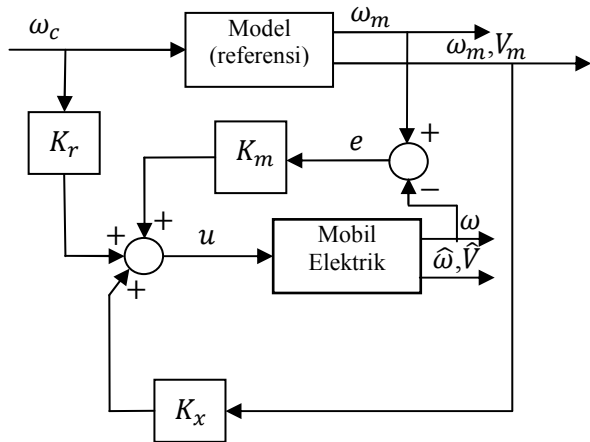 ω_c
Model
(referensi)
ω_m
ω_m, V_m
K_r
K_m
e
+
−
+
+
+
u
Mobil
Elektrik
ω
ω̂, V̂
K_x